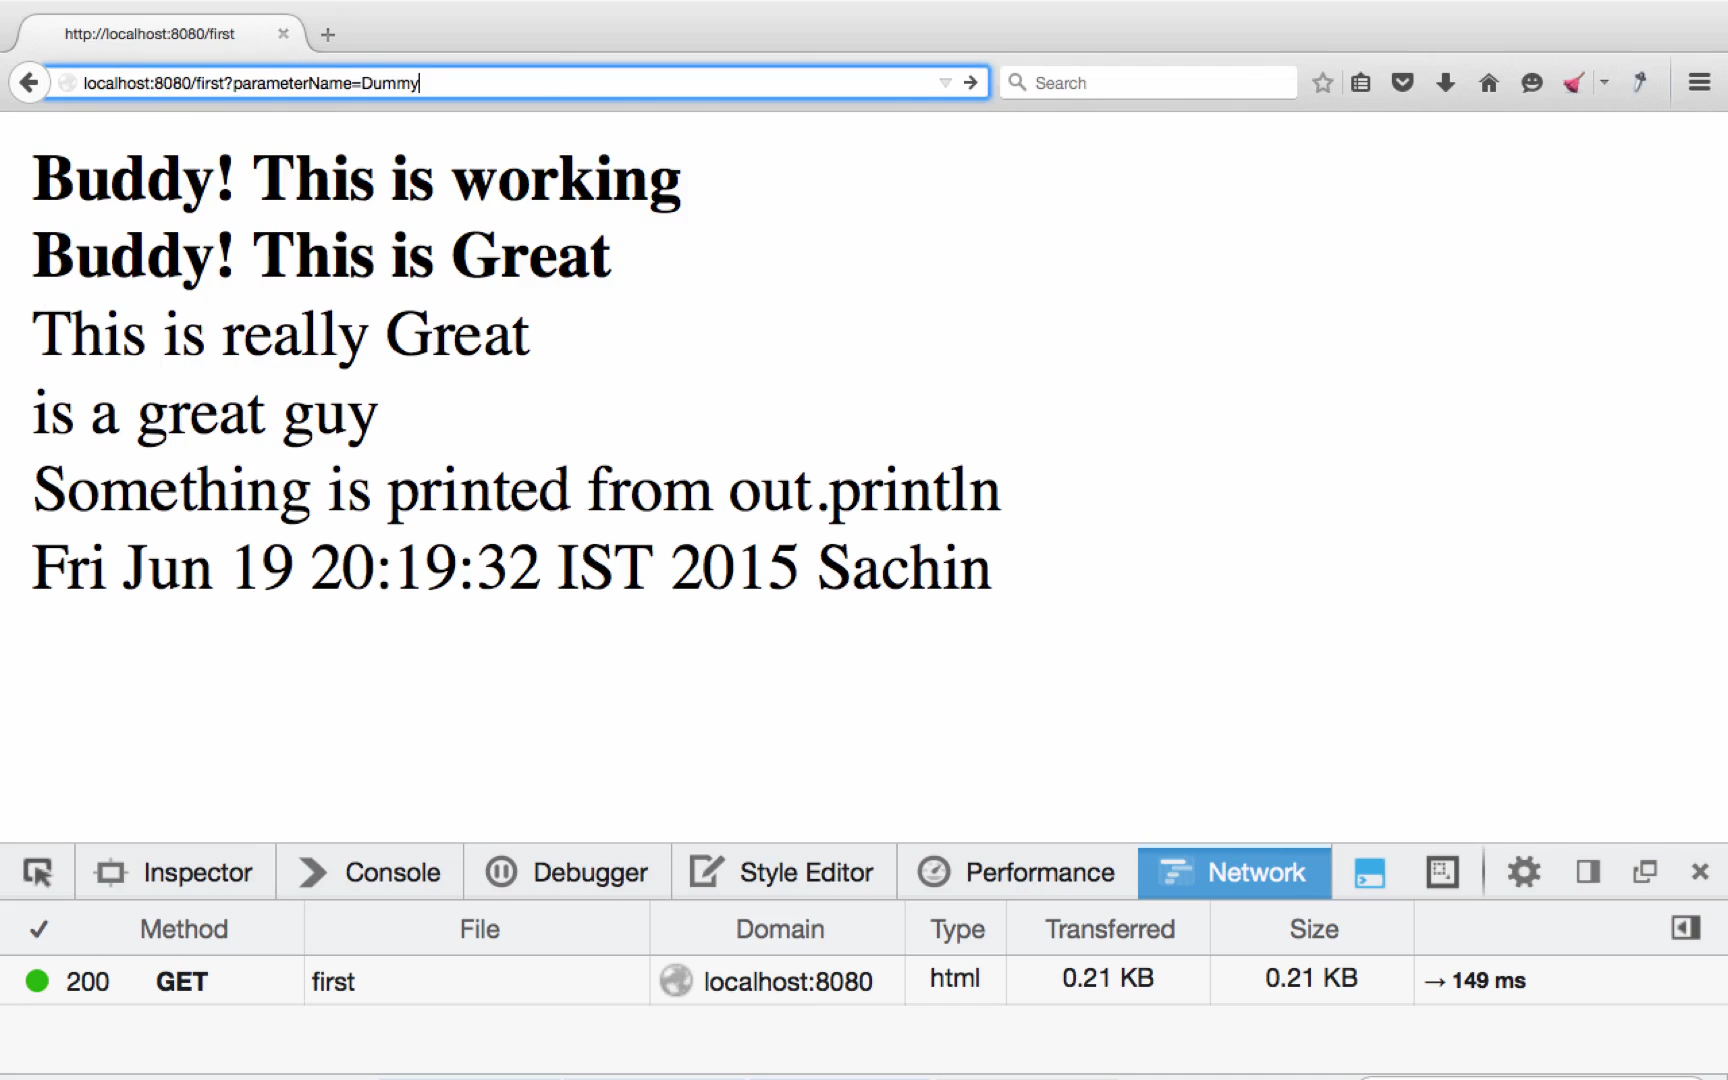 http://localhost:8080/first
localhost:8080/first?parameterName=Dummy
Search
Buddy! This is working
Buddy! This is Great
This is really Great
is a great guy
Something is printed from out.println
Fri Jun 19 20:19:32 IST 2015 Sachin
Inspector Console Debugger Style Editor Performance Network
✓ Method File Domain Type Transferred Size
200 GET first localhost:8080 html 0.21 KB 0.21 KB → 149 ms